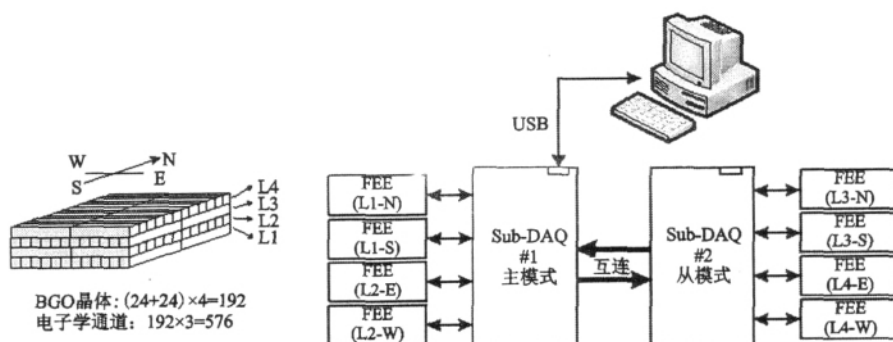 W
N
S
E
L4
L3
L2
L1
BGO晶体:(24+24)×4=192
电子学通道:192×3=576
USB
FEE
(L1-N)
FEE
(L1-S)
FEE
(L2-E)
FEE
(L2-W)
Sub-DAQ
#1
主模式
互连
Sub-DAQ
#2
从模式
FEE
(L3-N)
FEE
(L3-S)
FEE
(L4-E)
FEE
(L4-W)